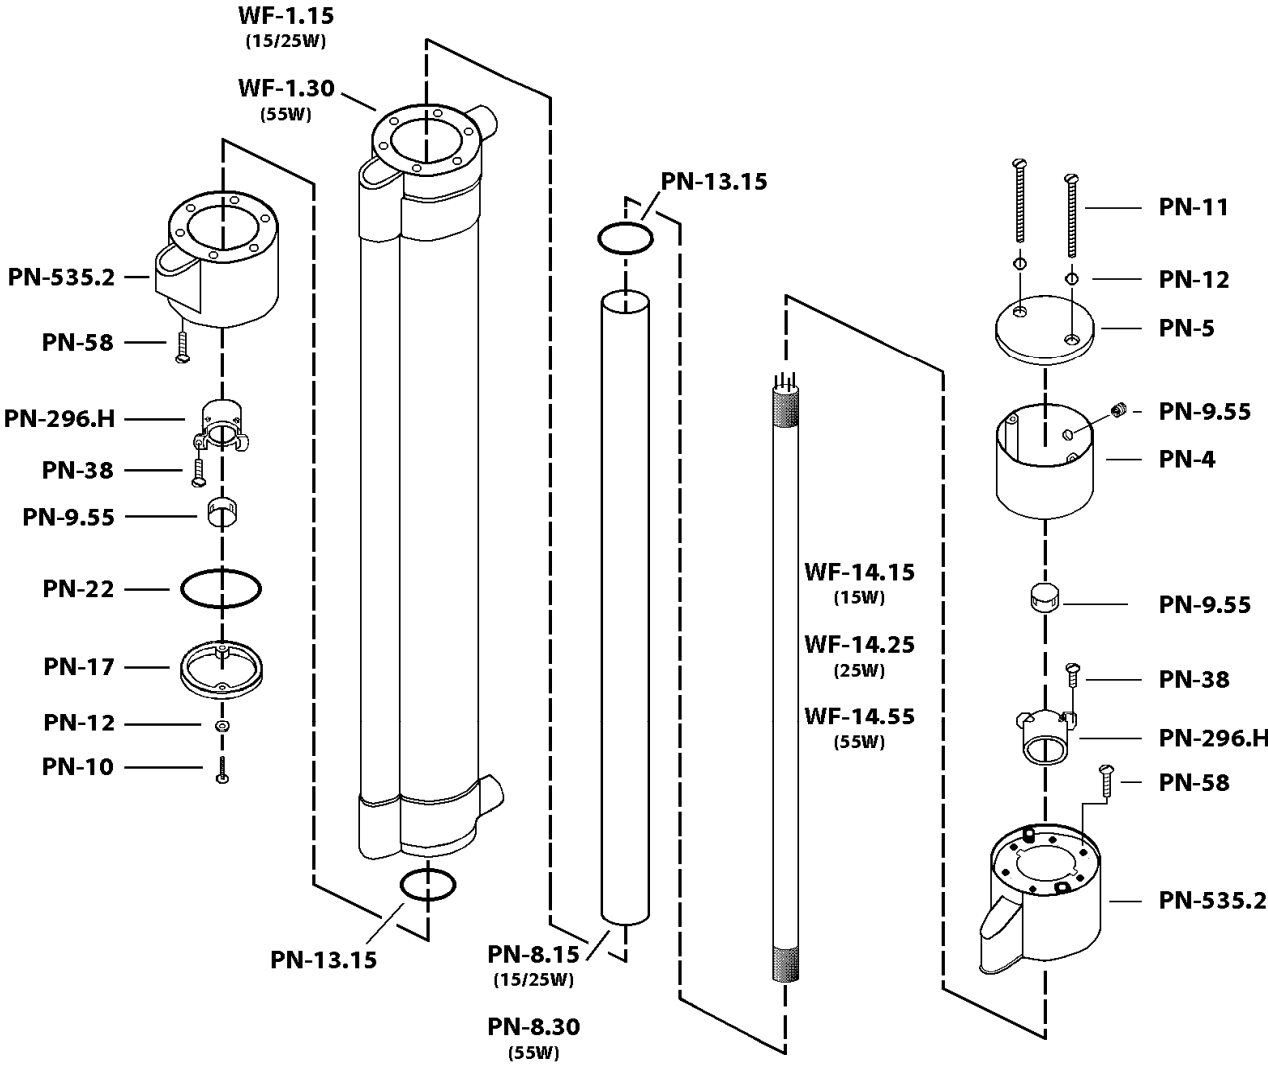 WF-1.15
(15/25W)
WF-1.30
(55W)
PN-535.2
PN-58
PN-296.H
PN-38
PN-9.55
PN-22
PN-17
PN-12
PN-10
PN-13.15
PN-13.15
PN-8.15
(15/25W)
PN-8.30
(55W)
WF-14.15
(15W)
WF-14.25
(25W)
WF-14.55
(55W)
PN-11
PN-12
PN-5
PN-9.55
PN-4
PN-9.55
PN-38
PN-296.H
PN-58
PN-535.2